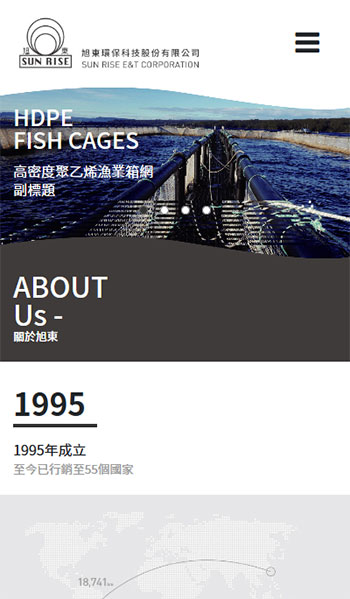 旭 東
SUN RISE
旭東環保科技股份有限公司
SUN RISE E&T CORPORATION
HDPE
FISH CAGES
高密度聚乙烯漁業箱網
副標題
ABOUT
Us -
關於旭東
1995
1995年成立
至今已行銷至55個國家
18,741km